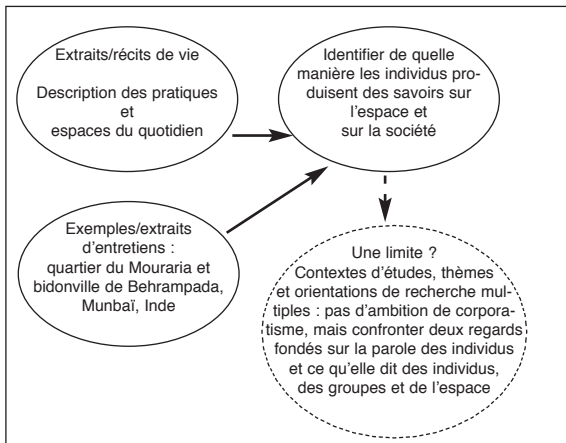 Extraits/récits de vie
Description des pratiques
et
espaces du quotidien
Identifier de quelle
manière les individus pro-
duisent des savoirs sur
l'espace et
sur la société
Exemples/extraits
d'entretiens :
quartier du Mouraria et
bidonville de Behrampada,
Munbaï, Inde
Une limite ?
Contextes d'études, thèmes
et orientations de recherche mul-
tiples : pas d'ambition de corpora-
tisme, mais confronter deux regards
fondés sur la parole des individus
et ce qu'elle dit des individus,
des groupes et de l'espace